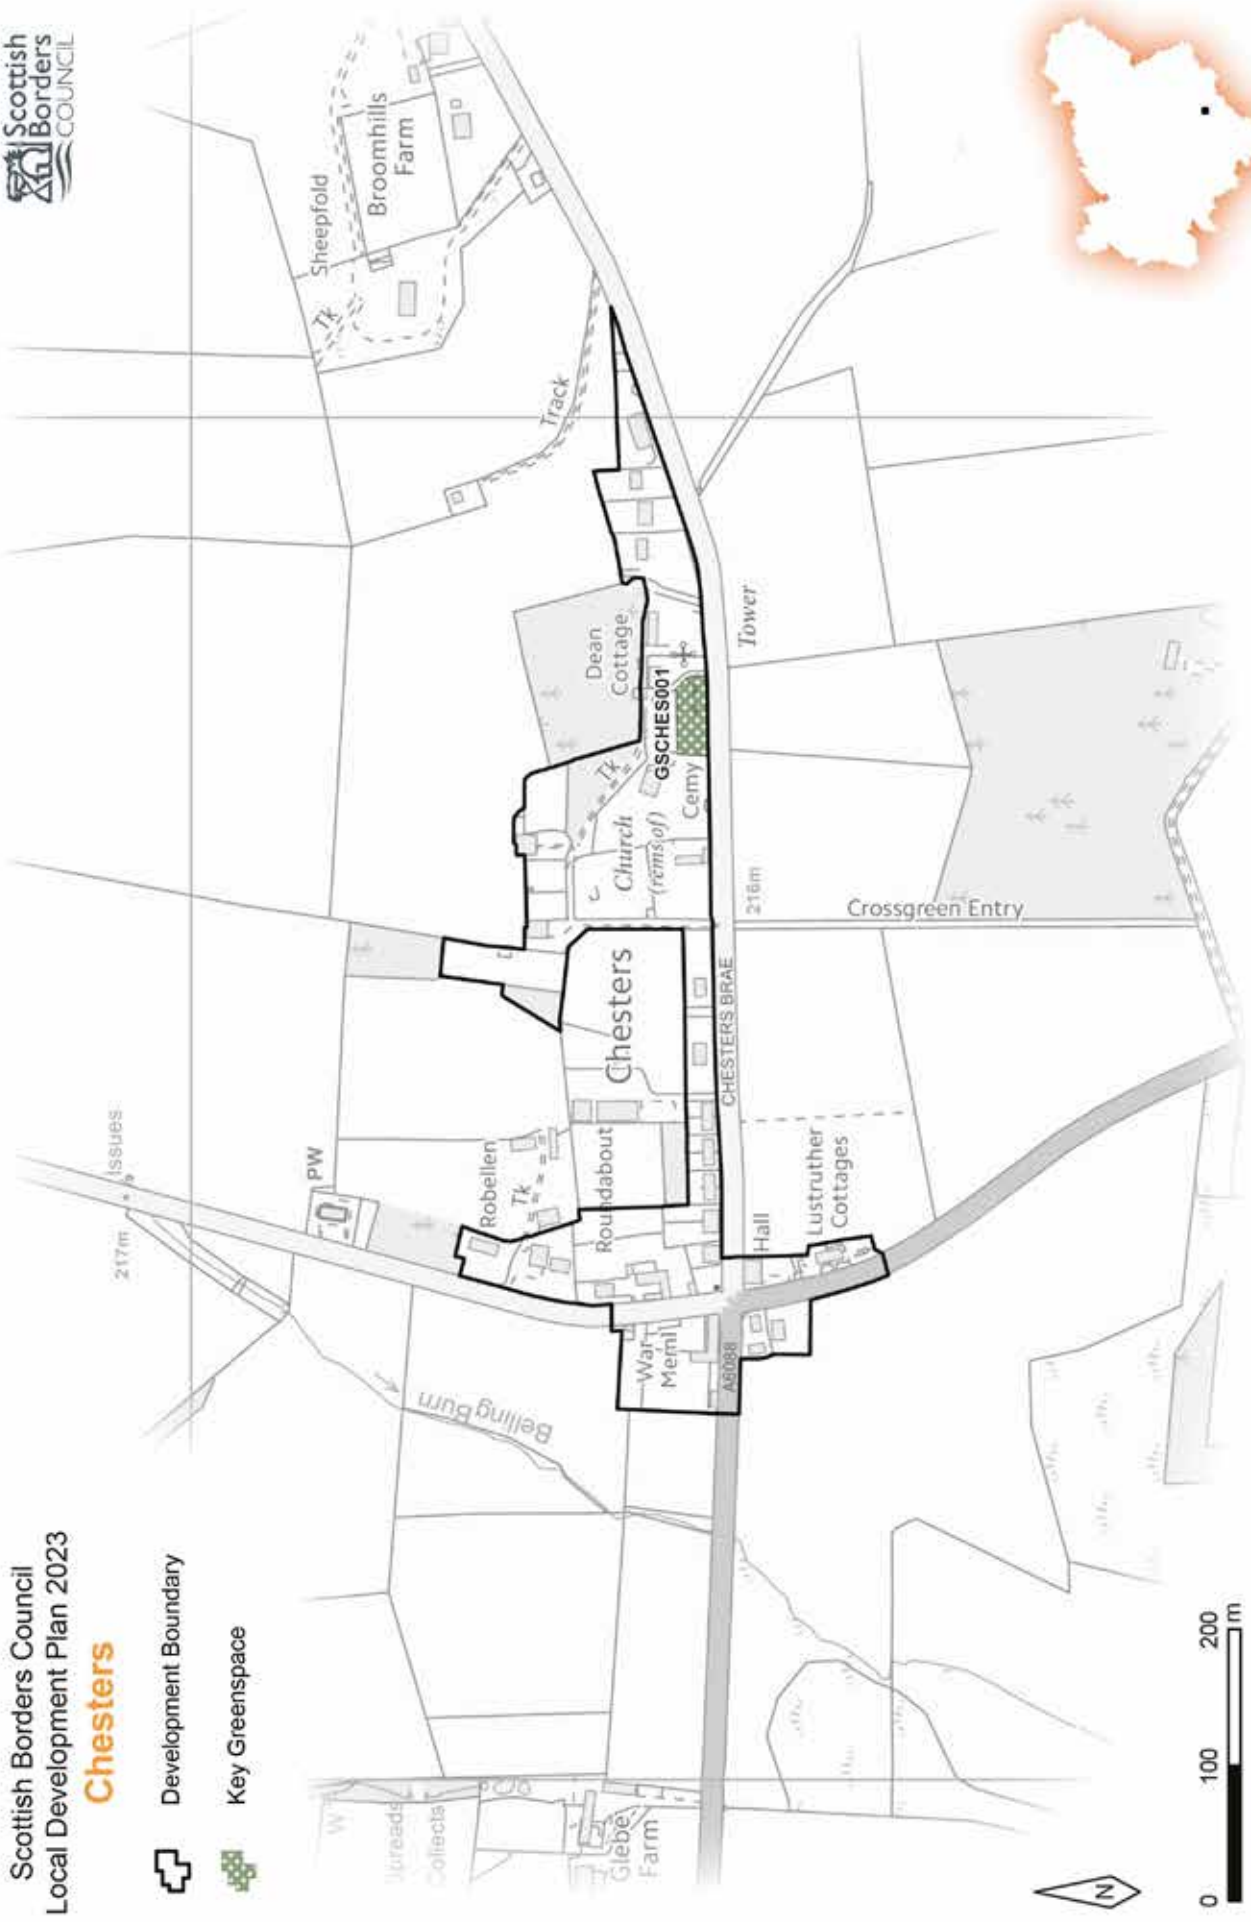 Scottish Borders Council
Local Development Plan 2023
Chesters
Development Boundary
Key Greenspace
Scottish
Borders
COUNCIL
Sheepfold
Tk
Broomhills
Farm
Track
Issues
217m
PW
Robellen
Tk
Roundabout
Chesters
Dean
Cottage
Tk
GSCHES001
Church
(rems of)
Cemy
Tower
216m
Crossgreen Entry
CHESTERS BRAE
Hall
Lustruther
Cottages
War
Meml
A6088
Belling Burn
W
Spreads
Collects
Glebe
Farm
N
0 100 200
m